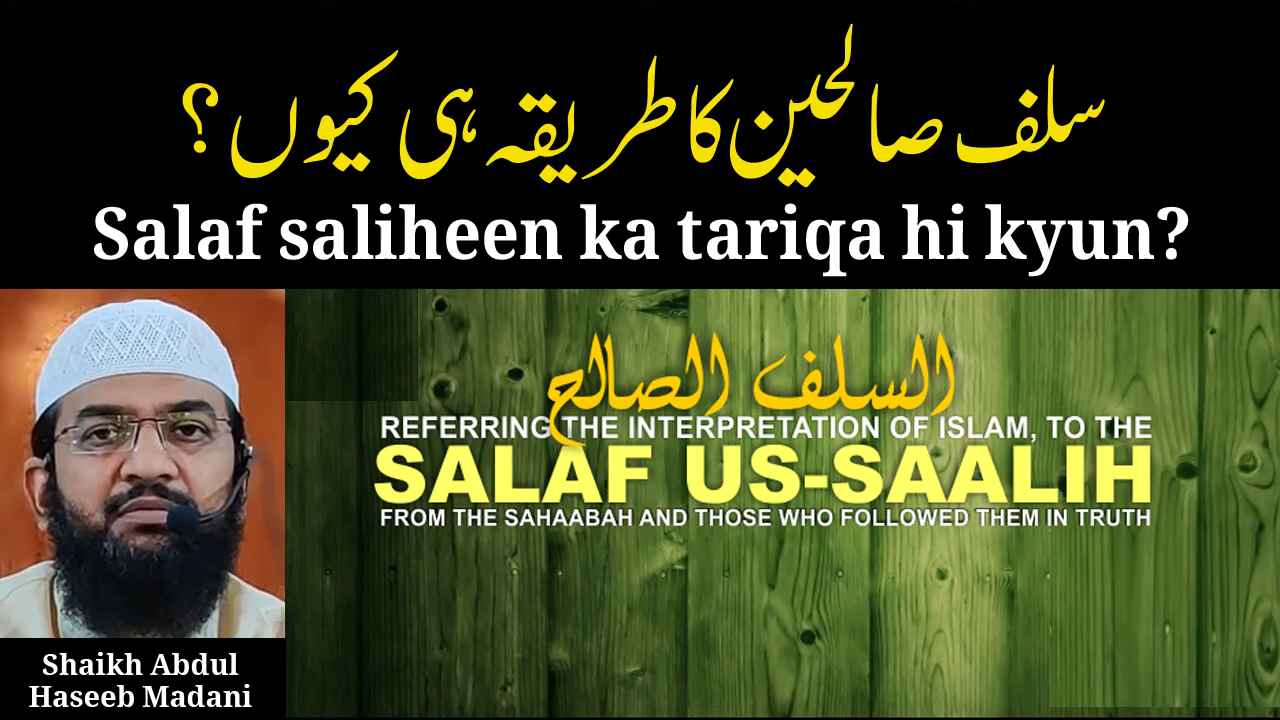 سلف صالحین کا طریقہ ہی کیوں؟
Salaf saliheen ka tariqa hi kyun?
السلف الصالح
REFERRING THE INTERPRETATION OF ISLAM, TO THE
SALAF US-SAALIH
FROM THE SAHAABAH AND THOSE WHO FOLLOWED THEM IN TRUTH
Shaikh Abdul
Haseeb Madani